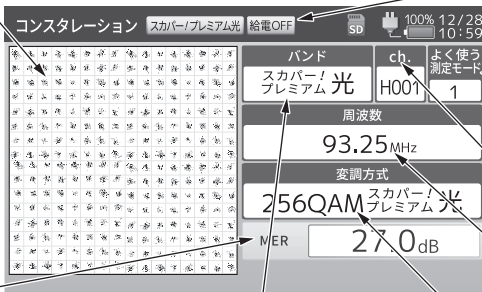 コンスタレーション スカパー!プレミアム光 給電OFF SD 100% 12/28
10:59
バンド ch. よく使う
測定モード
スカパー!
プレミアム 光 H001 1
周波数
93.25MHz
変調方式
256QAM スカパー!
プレミアム 光
MER 27.0dB